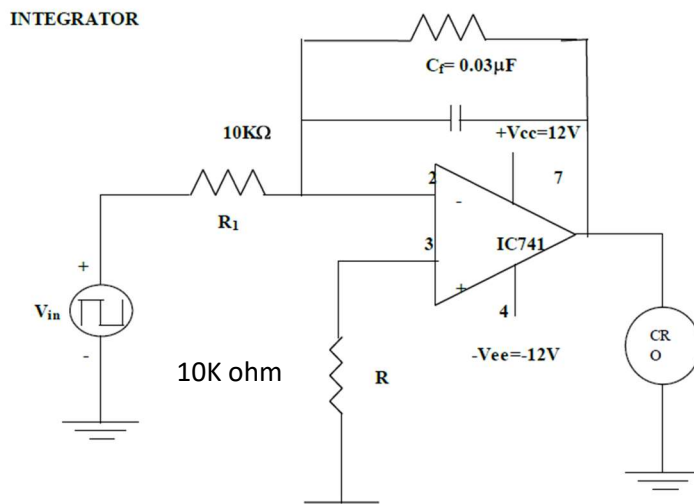 INTEGRATOR
Cf= 0.03μF
10KΩ
+Vcc=12V
2
7
-
R1
3
IC741
+
+
Vin
4
-
CR
O
10K ohm
R
-Vee=-12V